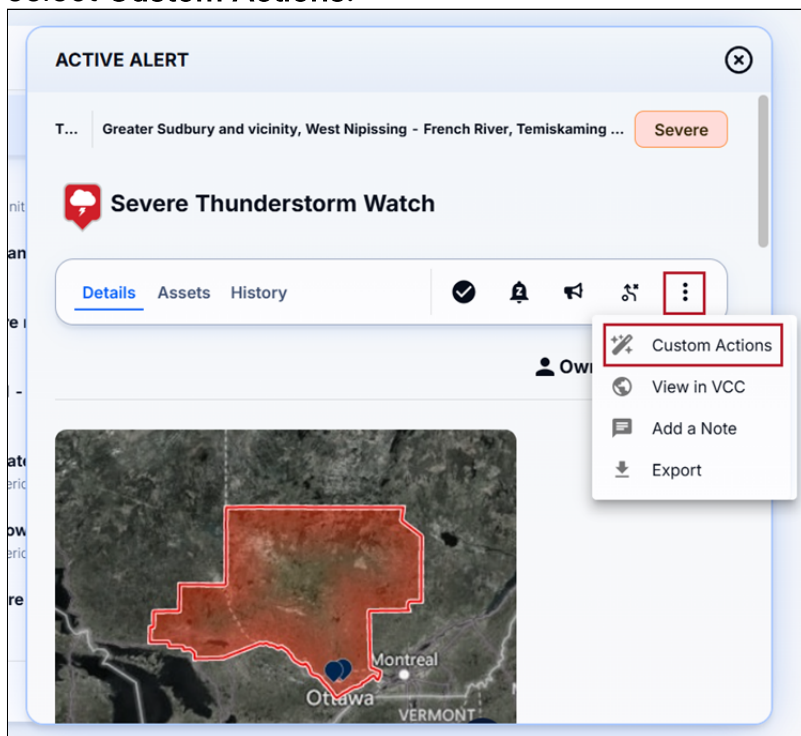 select Custom Actions.
ACTIVE ALERT
T... Greater Sudbury and vicinity, West Nipissing - French River, Temiskaming ... Severe
Severe Thunderstorm Watch
Details Assets History
Custom Actions
View in VCC
Add a Note
Export
Montreal
Ottawa
VERMONT